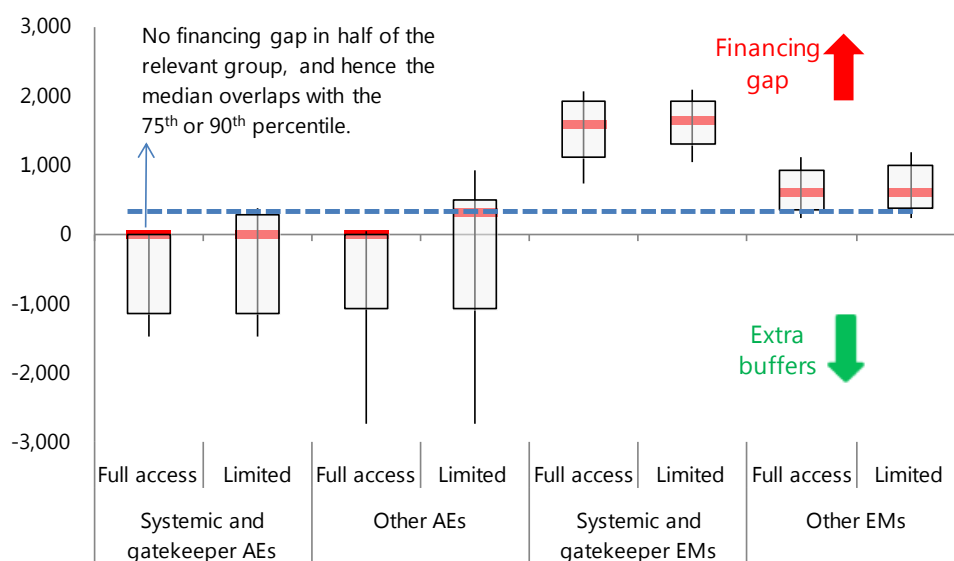 3,000
No financing gap in half of the
relevant group, and hence the
median overlaps with the
75th or 90th percentile.
Financing
gap
2,000
1,000
0
-1,000
Extra
buffers
-2,000
-3,000
Full access Limited Full access Limited Full access Limited Full access Limited
Systemic and
gatekeeper AEs
Other AEs
Systemic and
gatekeeper EMs
Other EMs